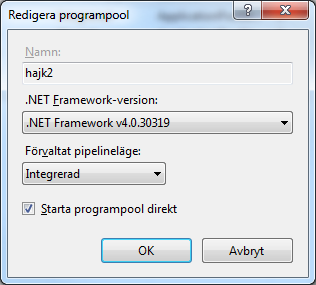 Redigera programpool
Namn:
hajk2
.NET Framework-version:
.NET Framework v4.0.30319
Förvaltat pipelineläge:
Integrerad
Starta programpool direkt
OK
Avbryt